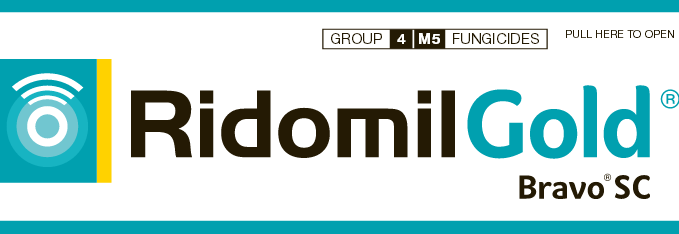 GROUP 4 M5 FUNGICIDES
PULL HERE TO OPEN
RidomilGold®
Bravo® SC